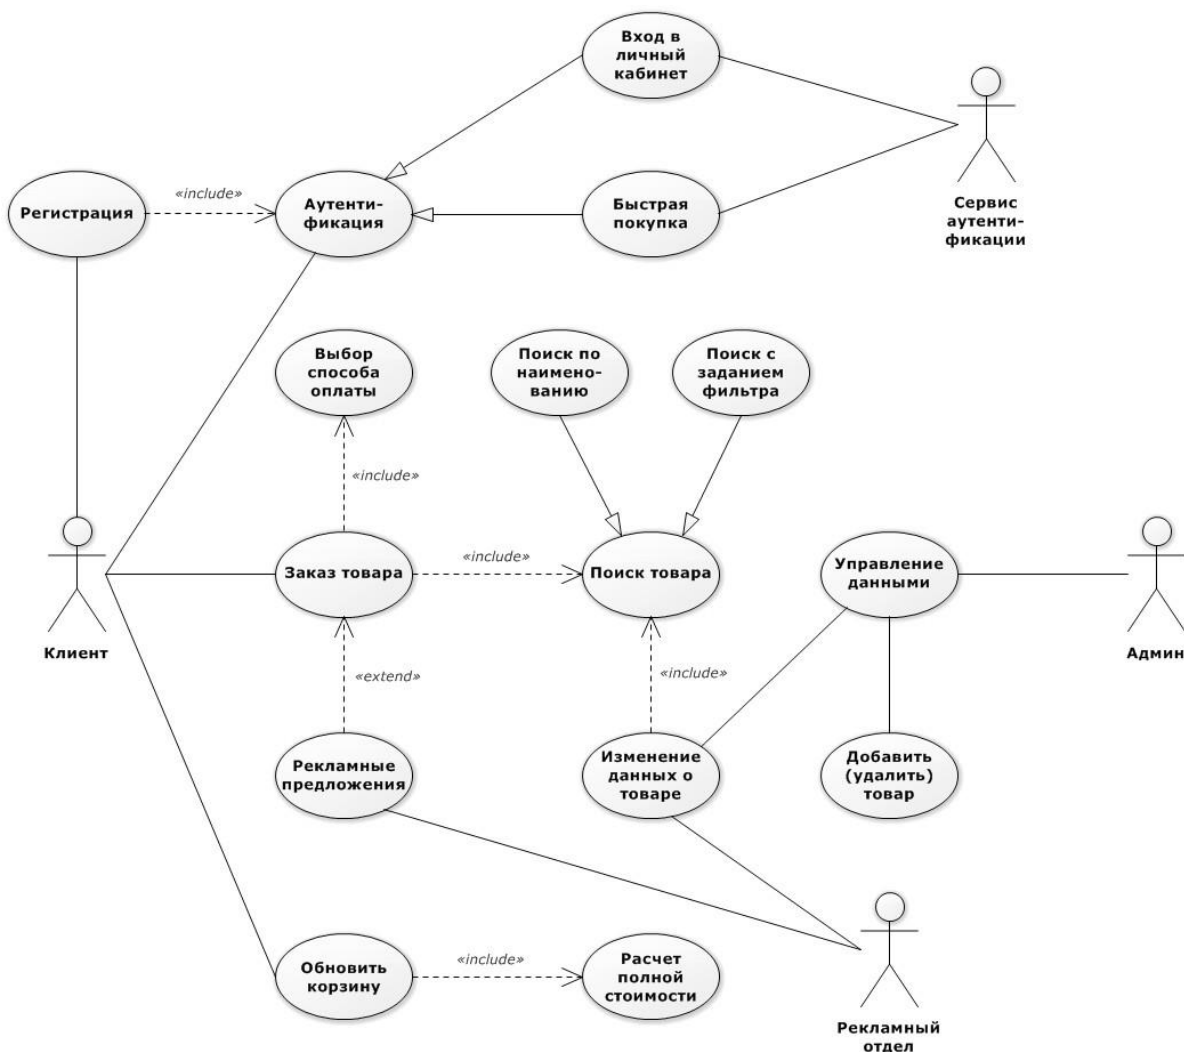 Вход в
личный
кабинет
Регистрация
«include»
Аутенти-
фикация
Быстрая
покупка
Сервис
аутенти-
фикации
Выбор
способа
оплаты
Поиск по
наимено-
ванию
Поиск с
заданием
фильтра
«include»
Клиент
Заказ товара
«include»
Поиск товара
Управление
данными
Админ
«extend»
«include»
Рекламные
предложения
Изменение
данных о
товаре
Добавить
(удалить)
товар
Обновить
корзину
«include»
Расчет
полной
стоимости
Рекламный
отдел